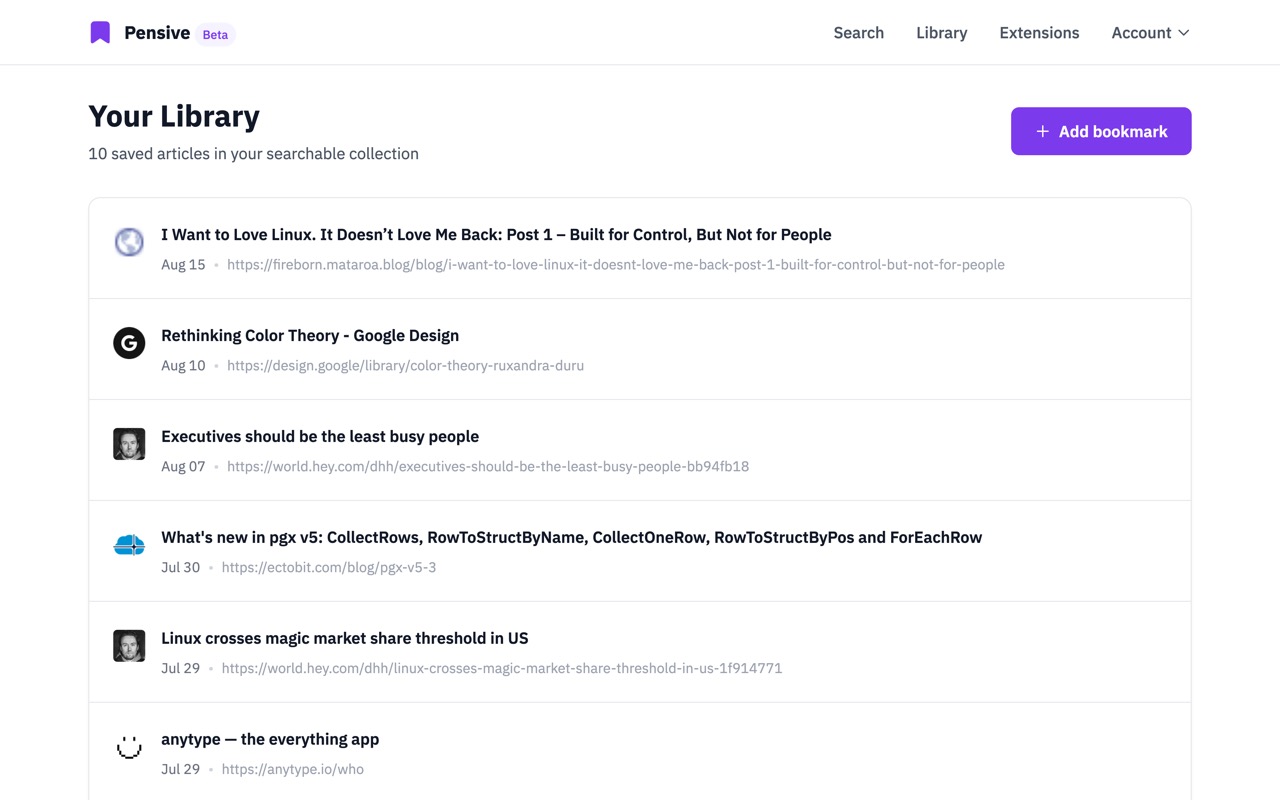 Pensive Beta
Search Library Extensions Account
Your Library
10 saved articles in your searchable collection
+ Add bookmark
I Want to Love Linux. It Doesn’t Love Me Back: Post 1 – Built for Control, But Not for People
Aug 15 • https://fireborn.mataroa.blog/blog/i-want-to-love-linux-it-doesnt-love-me-back-post-1-built-for-control-but-not-for-people
G
Rethinking Color Theory - Google Design
Aug 10 • https://design.google/library/color-theory-ruxandra-duru
Executives should be the least busy people
Aug 07 • https://world.hey.com/dhh/executives-should-be-the-least-busy-people-bb94fb18
What's new in pgx v5: CollectRows, RowToStructByName, CollectOneRow, RowToStructByPos and ForEachRow
Jul 30 • https://ectobit.com/blog/pgx-v5-3
Linux crosses magic market share threshold in US
Jul 29 • https://world.hey.com/dhh/linux-crosses-magic-market-share-threshold-in-us-1f914771
anytype — the everything app
Jul 29 • https://anytype.io/who